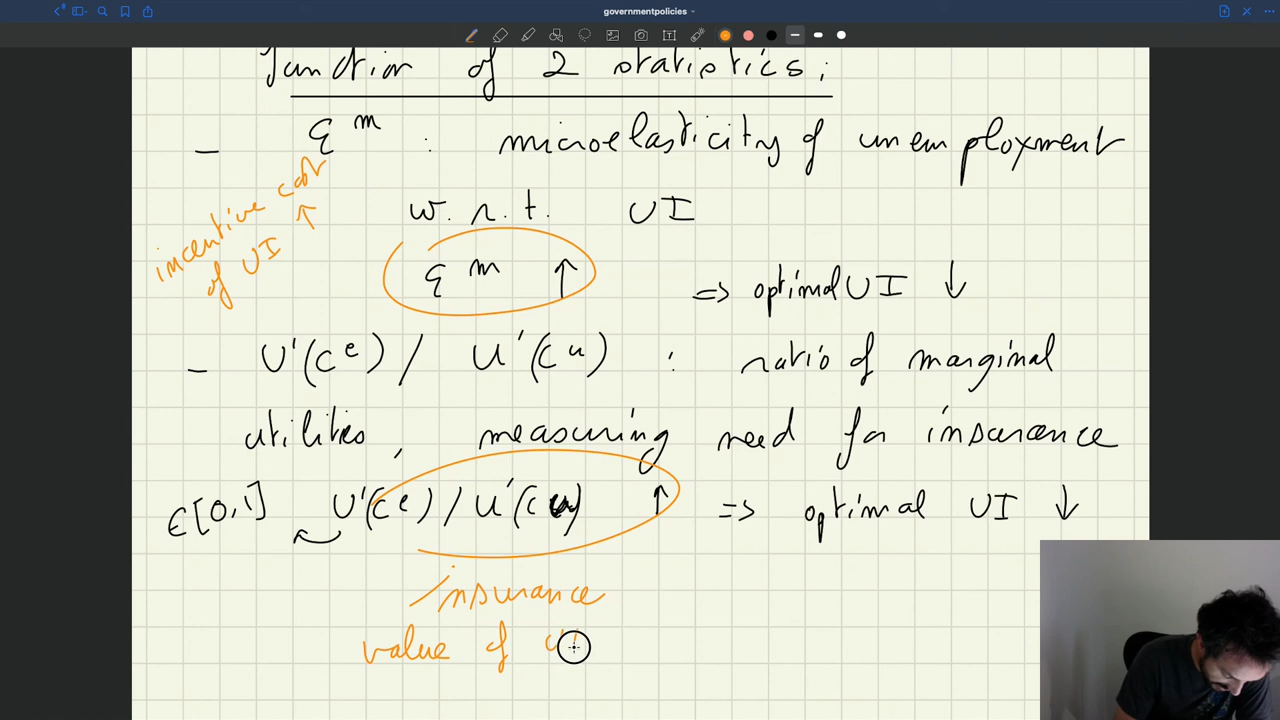 governmentpolicies
function of 2 statistics:
- ε^m : microelasticity of unemployment
incentive cost of UI ↑
w.r.t. UI
ε^m ↑ => optimal UI ↓
- U'(c^e) / U'(c^u) : ratio of marginal
utilities, measuring need for insurance
∈[0,1] U'(c^e) / U'(c^u) ↑ => optimal UI ↓
insurance
value of